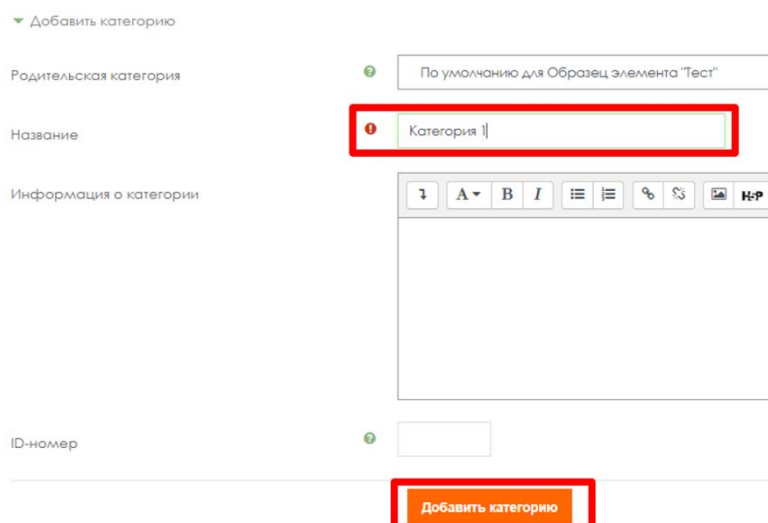 Добавить категорию
Родительская категория
По умолчанию для Образец элемента "Тест"
Название
Категория 1
Информация о категории
A B I H-P
ID-номер
Добавить категорию